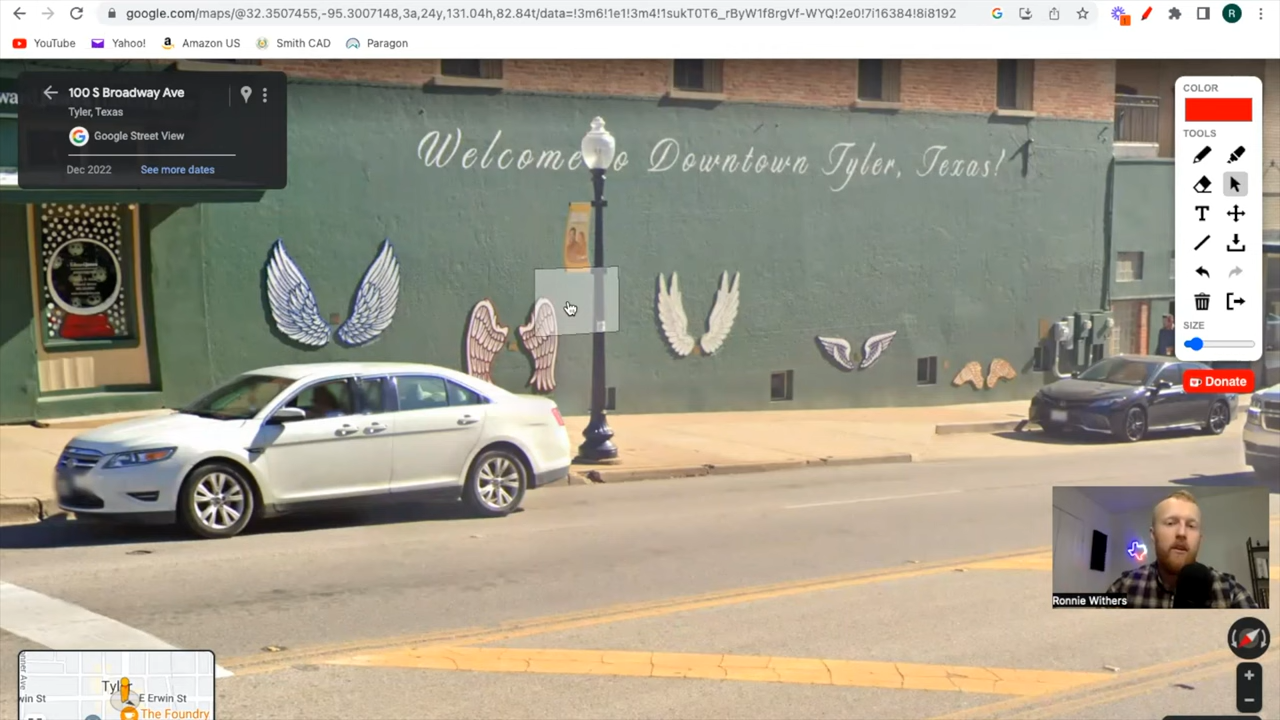 google.com/maps/@32.3507455,-95.3007148,3a,24y,131.04h,82.84t/data=!3m6!1e1!3m4!1sukT0T6_rByW1f8rgVf-WYQ!2e0!7i16384!8i8192
R
YouTube
Yahoo!
Amazon US
Smith CAD
Paragon
100 S Broadway Ave
Tyler, Texas
Google Street View
Dec 2022
See more dates
Welcome to Downtown Tyler, Texas!
COLOR
TOOLS
T
SIZE
Donate
Ronnie Withers
Tyler
E Erwin St
The Foundry